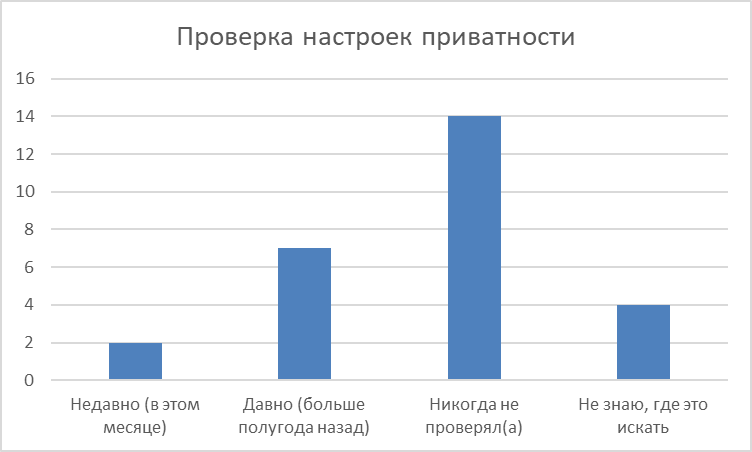 Проверка настроек приватности
16
14
12
10
8
6
4
2
0
Недавно (в этом
месяце)
Давно (больше
полугода назад)
Никогда не
проверял(а)
Не знаю, где это
искать